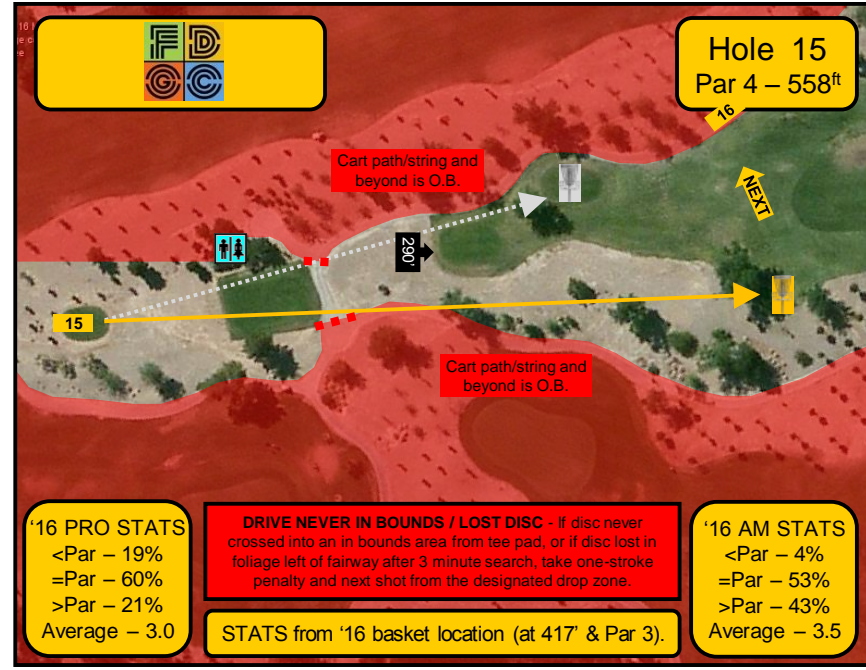 FD
GC
Hole 15
Par 4 – 558ft
16
Cart path/string and
beyond is O.B.
NEXT
290'
15
Cart path/string and
beyond is O.B.
‘16 PRO STATS
<Par – 19%
=Par – 60%
>Par – 21%
Average – 3.0
DRIVE NEVER IN BOUNDS / LOST DISC - If disc never
crossed into an in bounds area from tee pad, or if disc lost in
foliage left of fairway after 3 minute search, take one-stroke
penalty and next shot from the designated drop zone.
STATS from ‘16 basket location (at 417’ & Par 3).
‘16 AM STATS
<Par – 4%
=Par – 53%
>Par – 43%
Average – 3.5